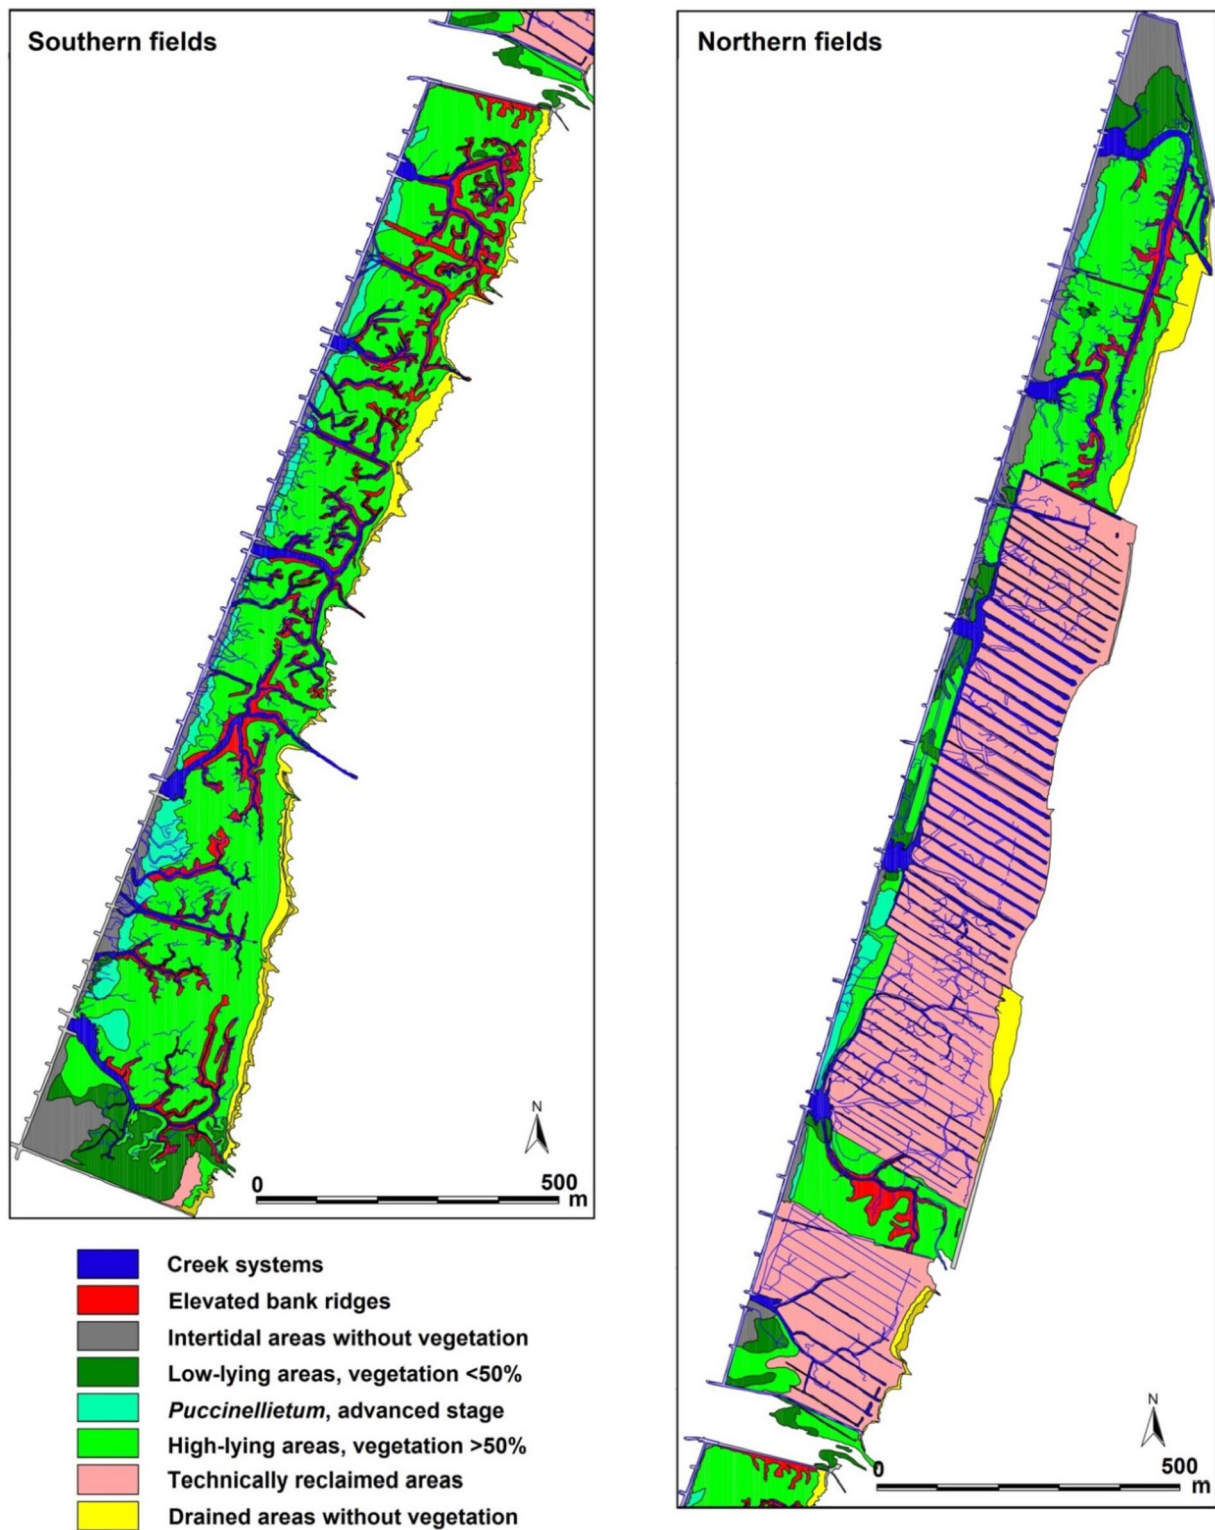 Southern fields
N
0
500
m
Northern fields
N
0
500
m
Creek systems
Elevated bank ridges
Intertidal areas without vegetation
Low-lying areas, vegetation <50%
Puccinellietum, advanced stage
High-lying areas, vegetation >50%
Technically reclaimed areas
Drained areas without vegetation